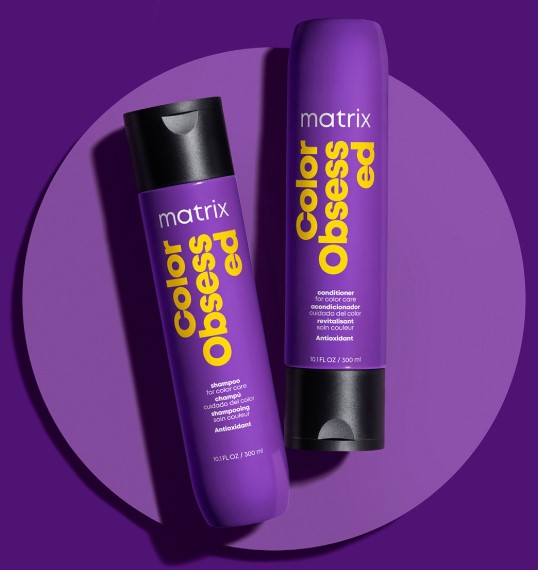 matrix
Color
Obsess
ed
shampoo
for color care
champú
cuidado del color
shampooing
soin couleur
Antioxidant
10.1 FL OZ / 300 ml
matrix
Color
Obsess
ed
conditioner
for color care
acondicionador
cuidado del color
revitalisant
soin couleur
Antioxidant
10.1 FL OZ / 300 ml